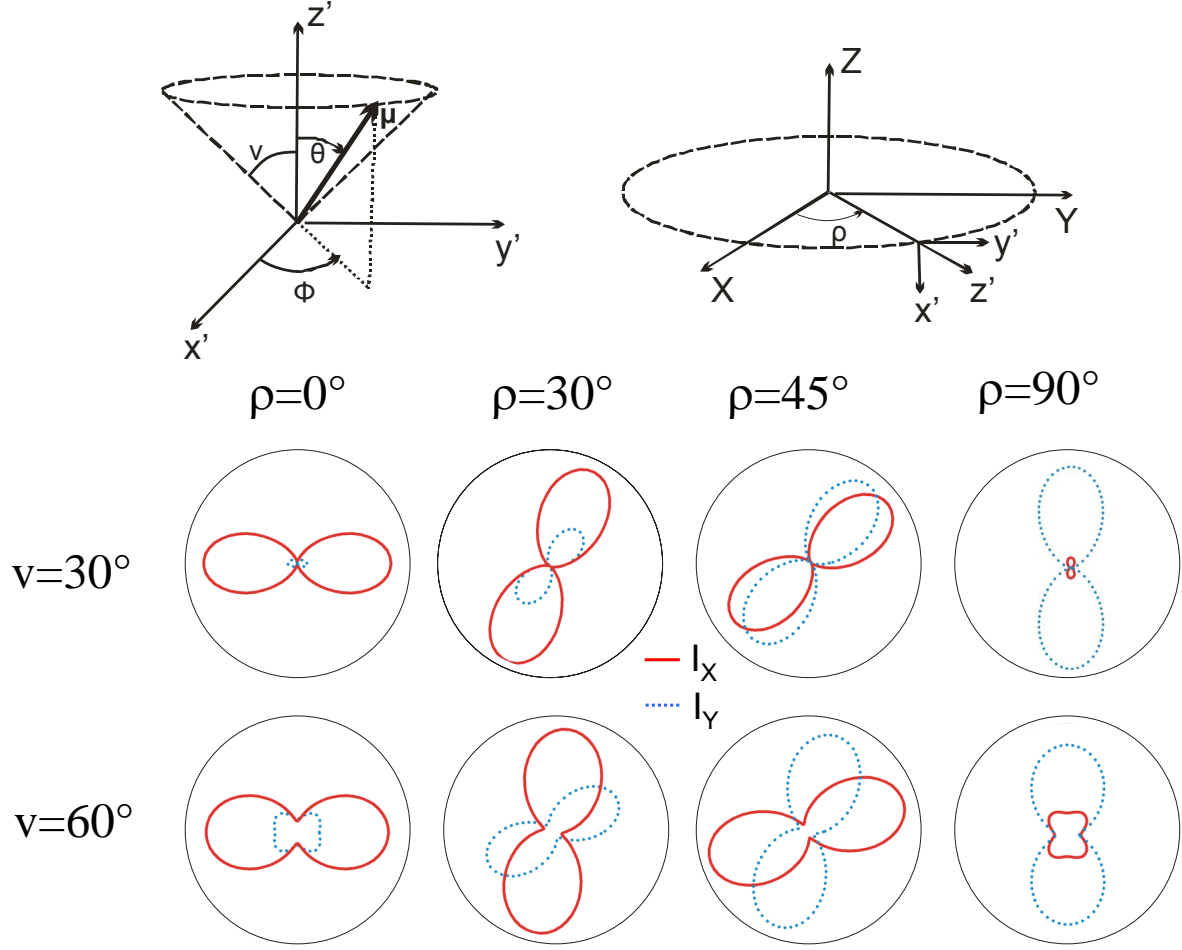 z'
ν
θ
μ
y'
Φ
x'
Z
Y
ρ
X
y'
z'
x'
ρ=0° ρ=30° ρ=45° ρ=90°
ν=30°
I_X
I_Y
ν=60°